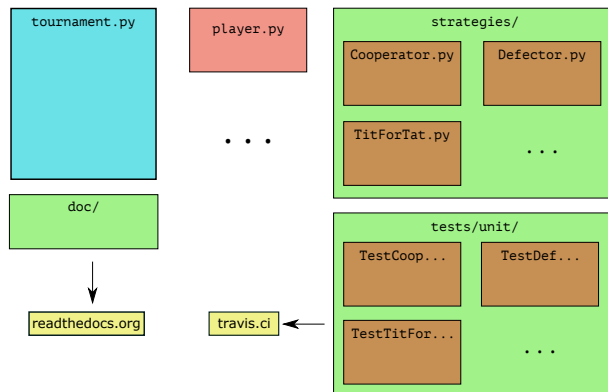 tournament.py
player.py
strategies/
Cooperator.py
Defector.py
TitForTat.py
...
...
doc/
tests/unit/
TestCoop...
TestDef...
readthedocs.org
travis.ci
TestTitFor...
...